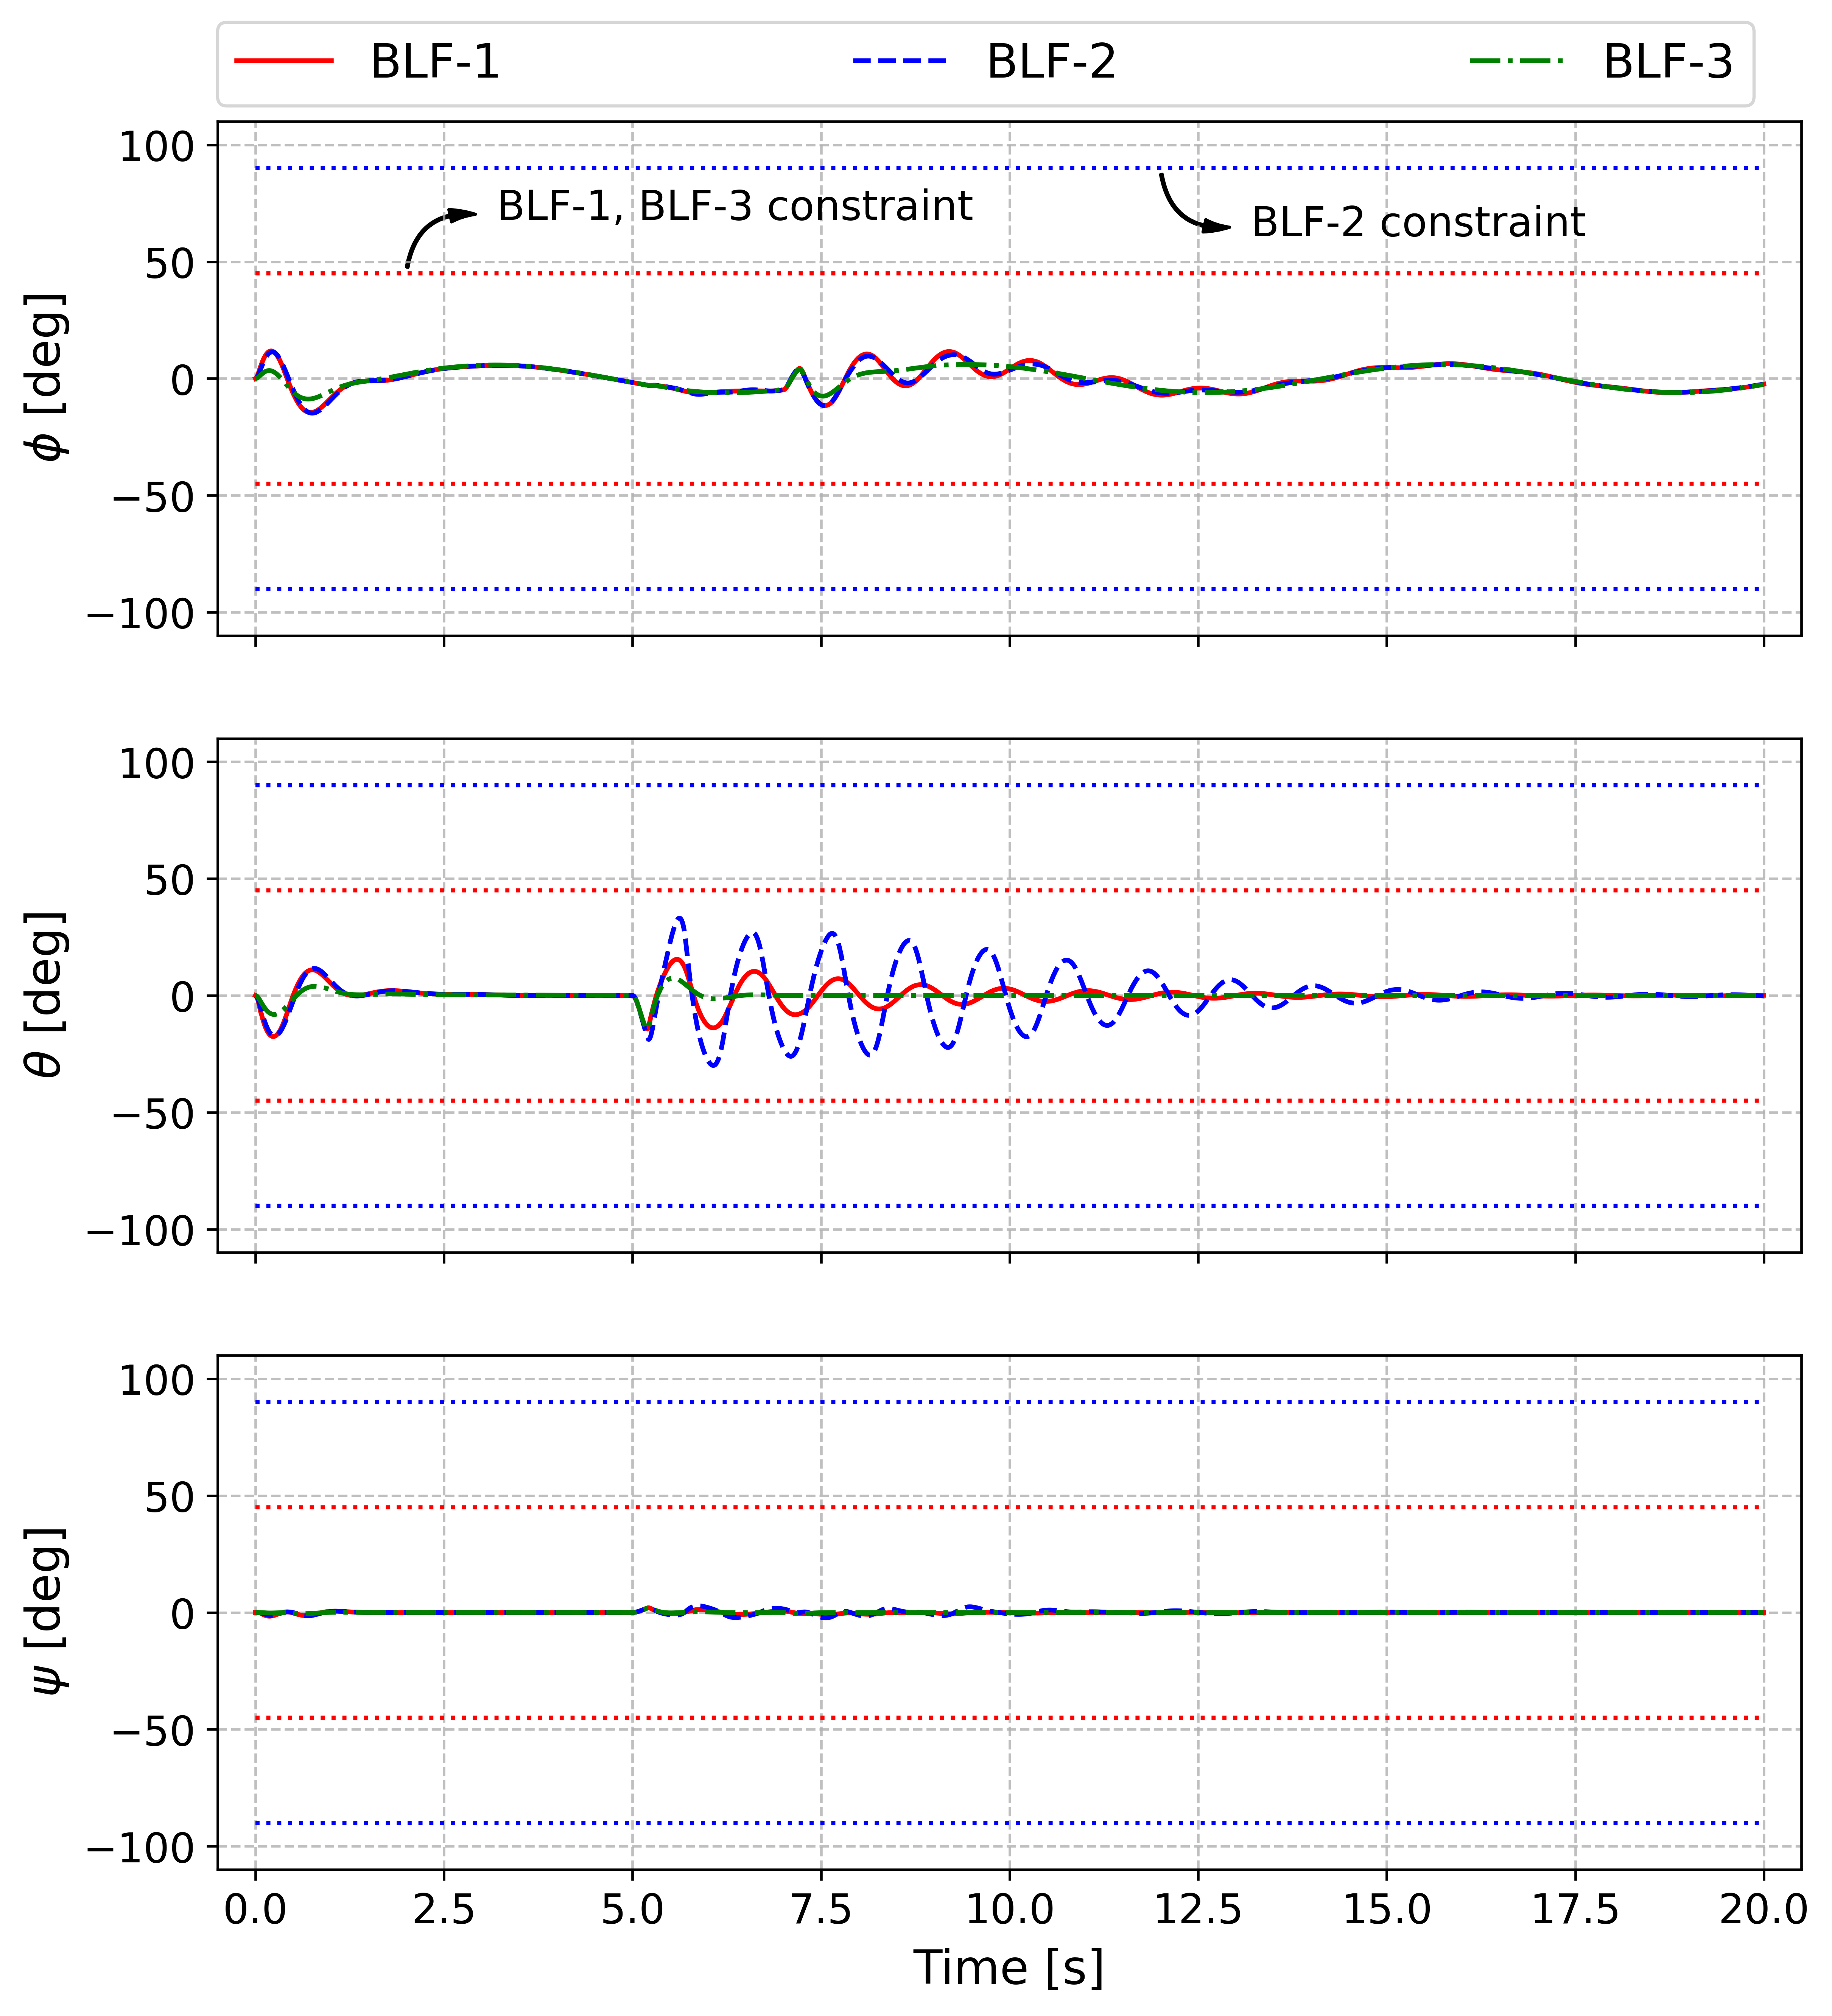 BLF-1 BLF-2 BLF-3
100
BLF-1, BLF-3 constraint
BLF-2 constraint
50
0
−50
−100
ϕ [deg]
100
50
0
−50
−100
θ [deg]
100
50
0
−50
−100
ψ [deg]
0.0 2.5 5.0 7.5 10.0 12.5 15.0 17.5 20.0
Time [s]